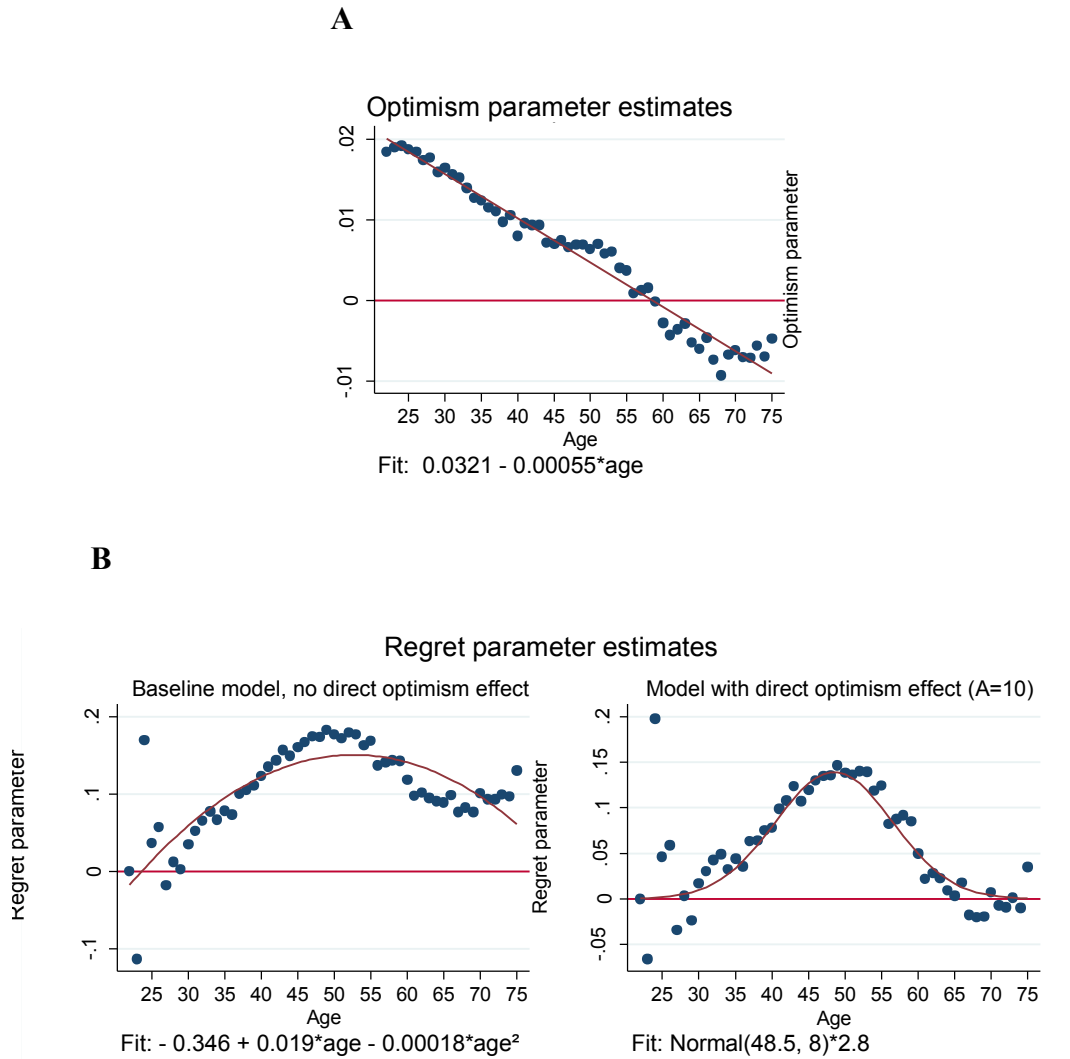 A
Optimism parameter estimates
Optimism parameter
.02
.01
0
-.01
25 30 35 40 45 50 55 60 65 70 75
Age
Fit: 0.0321 - 0.00055*age
B
Regret parameter estimates
Baseline model, no direct optimism effect
Regret parameter
.2
.1
0
-.1
25 30 35 40 45 50 55 60 65 70 75
Age
Fit: - 0.346 + 0.019*age - 0.00018*age²
Model with direct optimism effect (A=10)
Regret parameter
.2
.15
.1
.05
0
-.05
25 30 35 40 45 50 55 60 65 70 75
Age
Fit: Normal(48.5, 8)*2.8